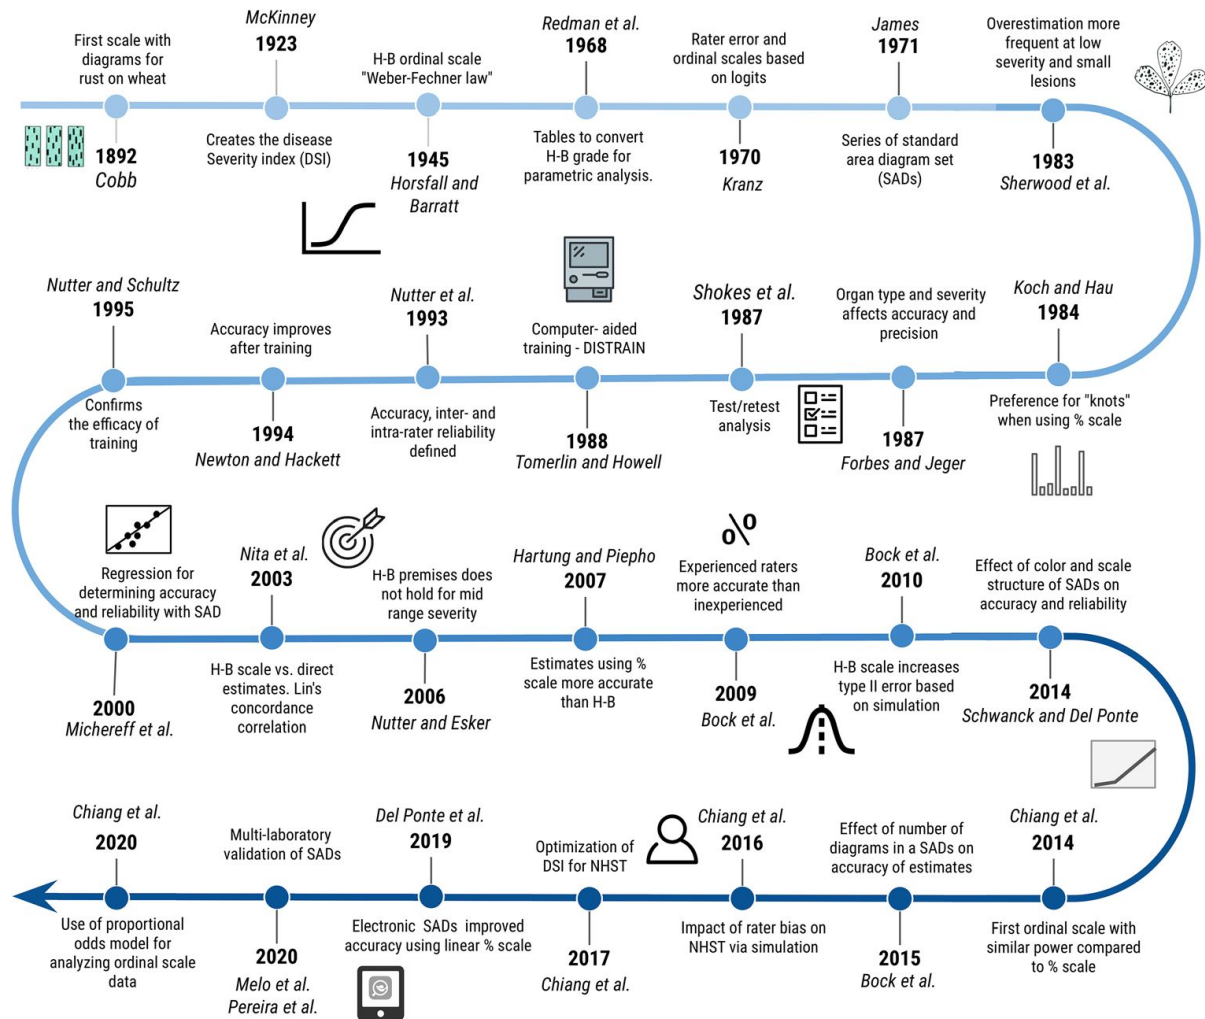 First scale with
diagrams for
rust on wheat
1892
Cobb
McKinney
1923
Creates the disease
Severity index (DSI)
H-B ordinal scale
"Weber-Fechner law"
1945
Horsfall and
Barratt
Redman et al.
1968
Tables to convert
H-B grade for
parametric analysis.
Rater error and
ordinal scales based
on logits
1970
Kranz
James
1971
Series of standard
area diagram set
(SADs)
Overestimation more
frequent at low
severity and small
lesions
1983
Sherwood et al.
Koch and Hau
1984
Preference for "knots"
when using % scale
Organ type and severity
affects accuracy and
precision
1987
Forbes and Jeger
Shokes et al.
1987
Test/retest
analysis
Computer- aided
training - DISTRAIN
1988
Tomerlin and Howell
Nutter et al.
1993
Accuracy, inter- and
intra-rater reliability
defined
Accuracy improves
after training
1994
Newton and Hackett
Nutter and Schultz
1995
Confirms
the efficacy of
training
Regression for
determining accuracy
and reliability with SAD
2000
Michereff et al.
Nita et al.
2003
H-B scale vs. direct
estimates. Lin's
concordance
correlation
H-B premises does
not hold for mid
range severity
2006
Nutter and Esker
Hartung and Piepho
2007
Estimates using %
scale more accurate
than H-B
%
Experienced raters
more accurate than
inexperienced
2009
Bock et al.
Bock et al.
2010
H-B scale increases
type II error based
on simulation
Effect of color and scale
structure of SADs on
accuracy and reliability
2014
Schwanck and Del Ponte
Chiang et al.
2014
First ordinal scale with
similar power compared
to % scale
Effect of number of
diagrams in a SADs on
accuracy of estimates
2015
Bock et al.
Chiang et al.
2016
Impact of rater bias on
NHST via simulation
Optimization of
DSI for NHST
2017
Chiang et al.
Del Ponte et al.
2019
Electronic SADs improved
accuracy using linear % scale
Multi-laboratory
validation of SADs
2020
Melo et al.
Pereira et al.
Chiang et al.
2020
Use of proportional
odds model for
analyzing ordinal scale
data